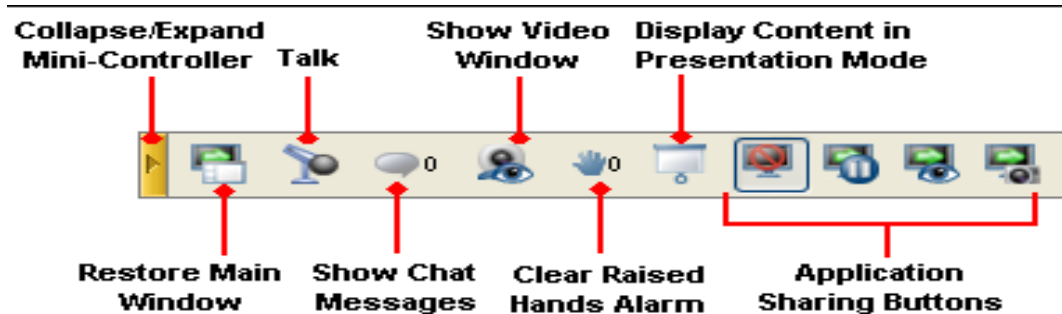 Collapse/Expand
Mini-Controller
Talk
Show Video
Window
Display Content in
Presentation Mode
0
0
Restore Main
Window
Show Chat
Messages
Clear Raised
Hands Alarm
Application
Sharing Buttons